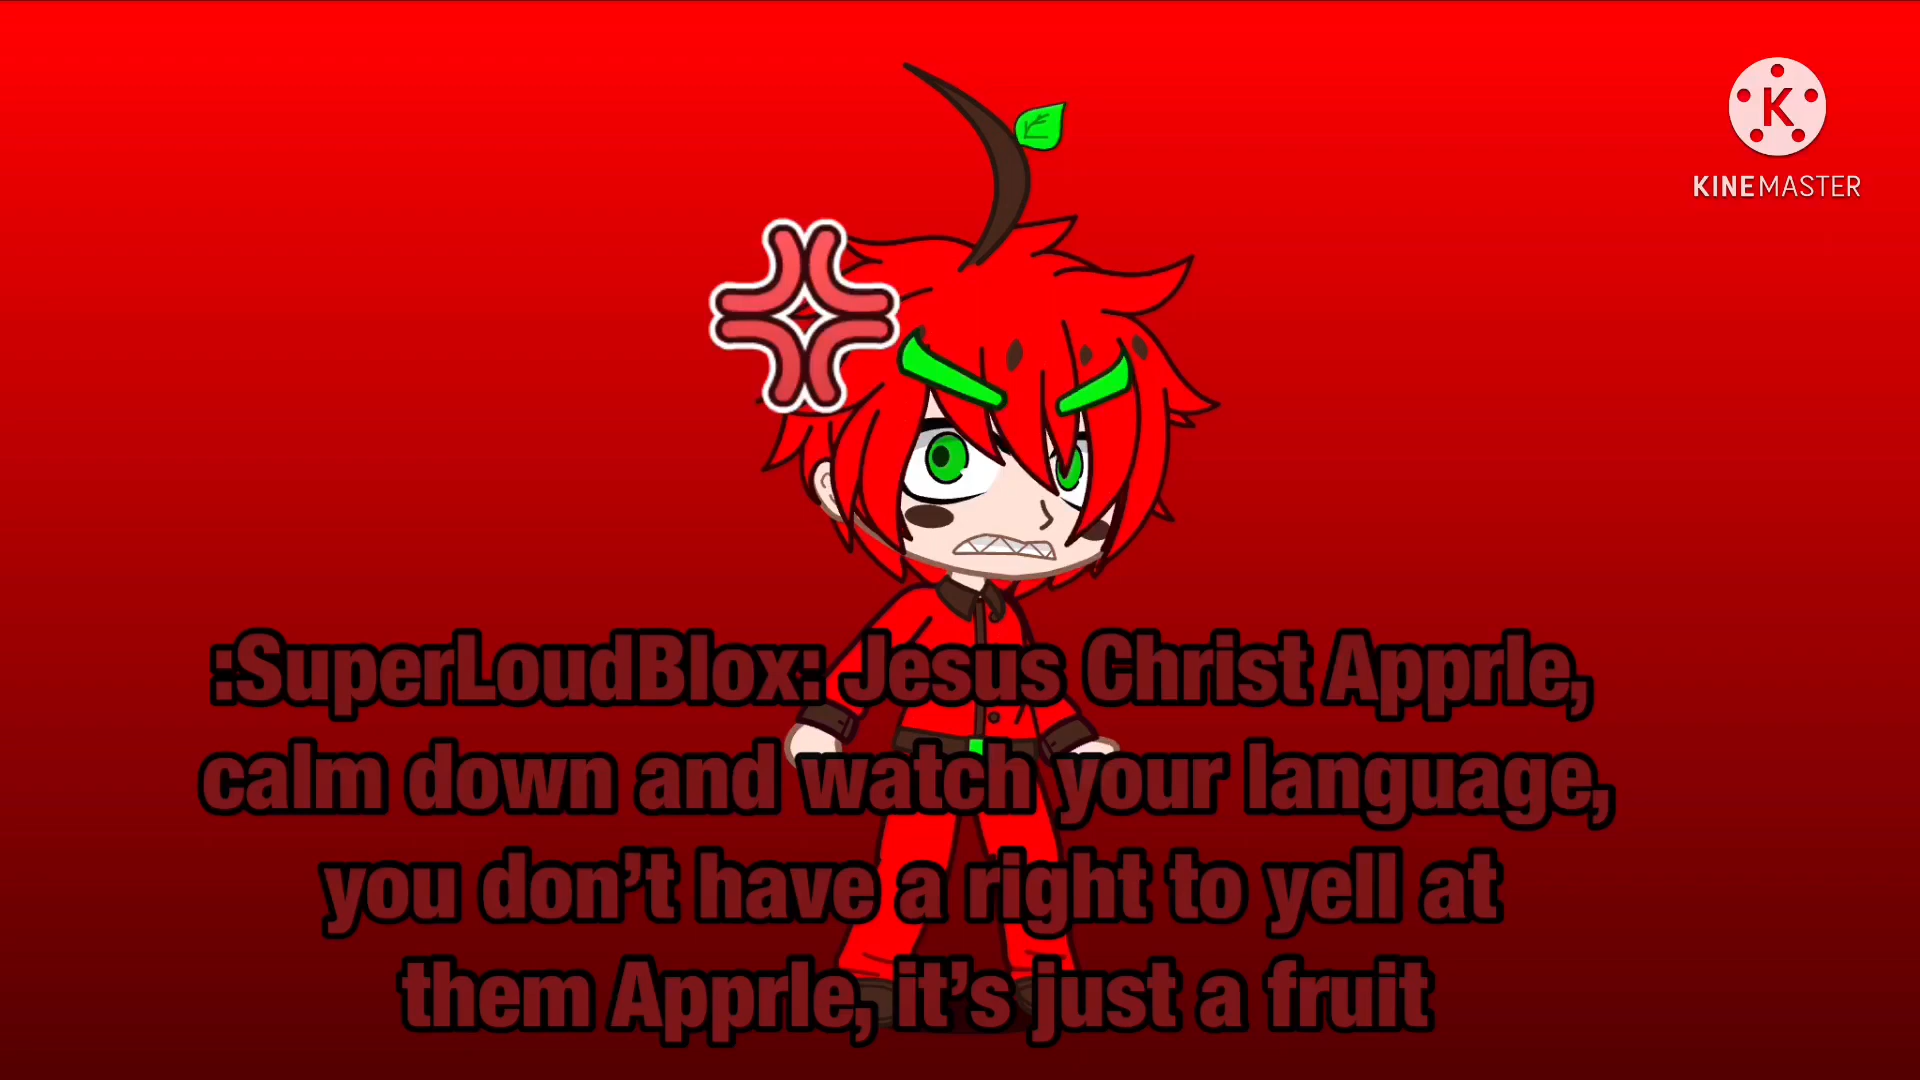 K
KINEMASTER
:SuperLoudBlox: Jesus Christ Apprle,
calm down and watch your language,
you don’t have a right to yell at
them Apprle, it’s just a fruit